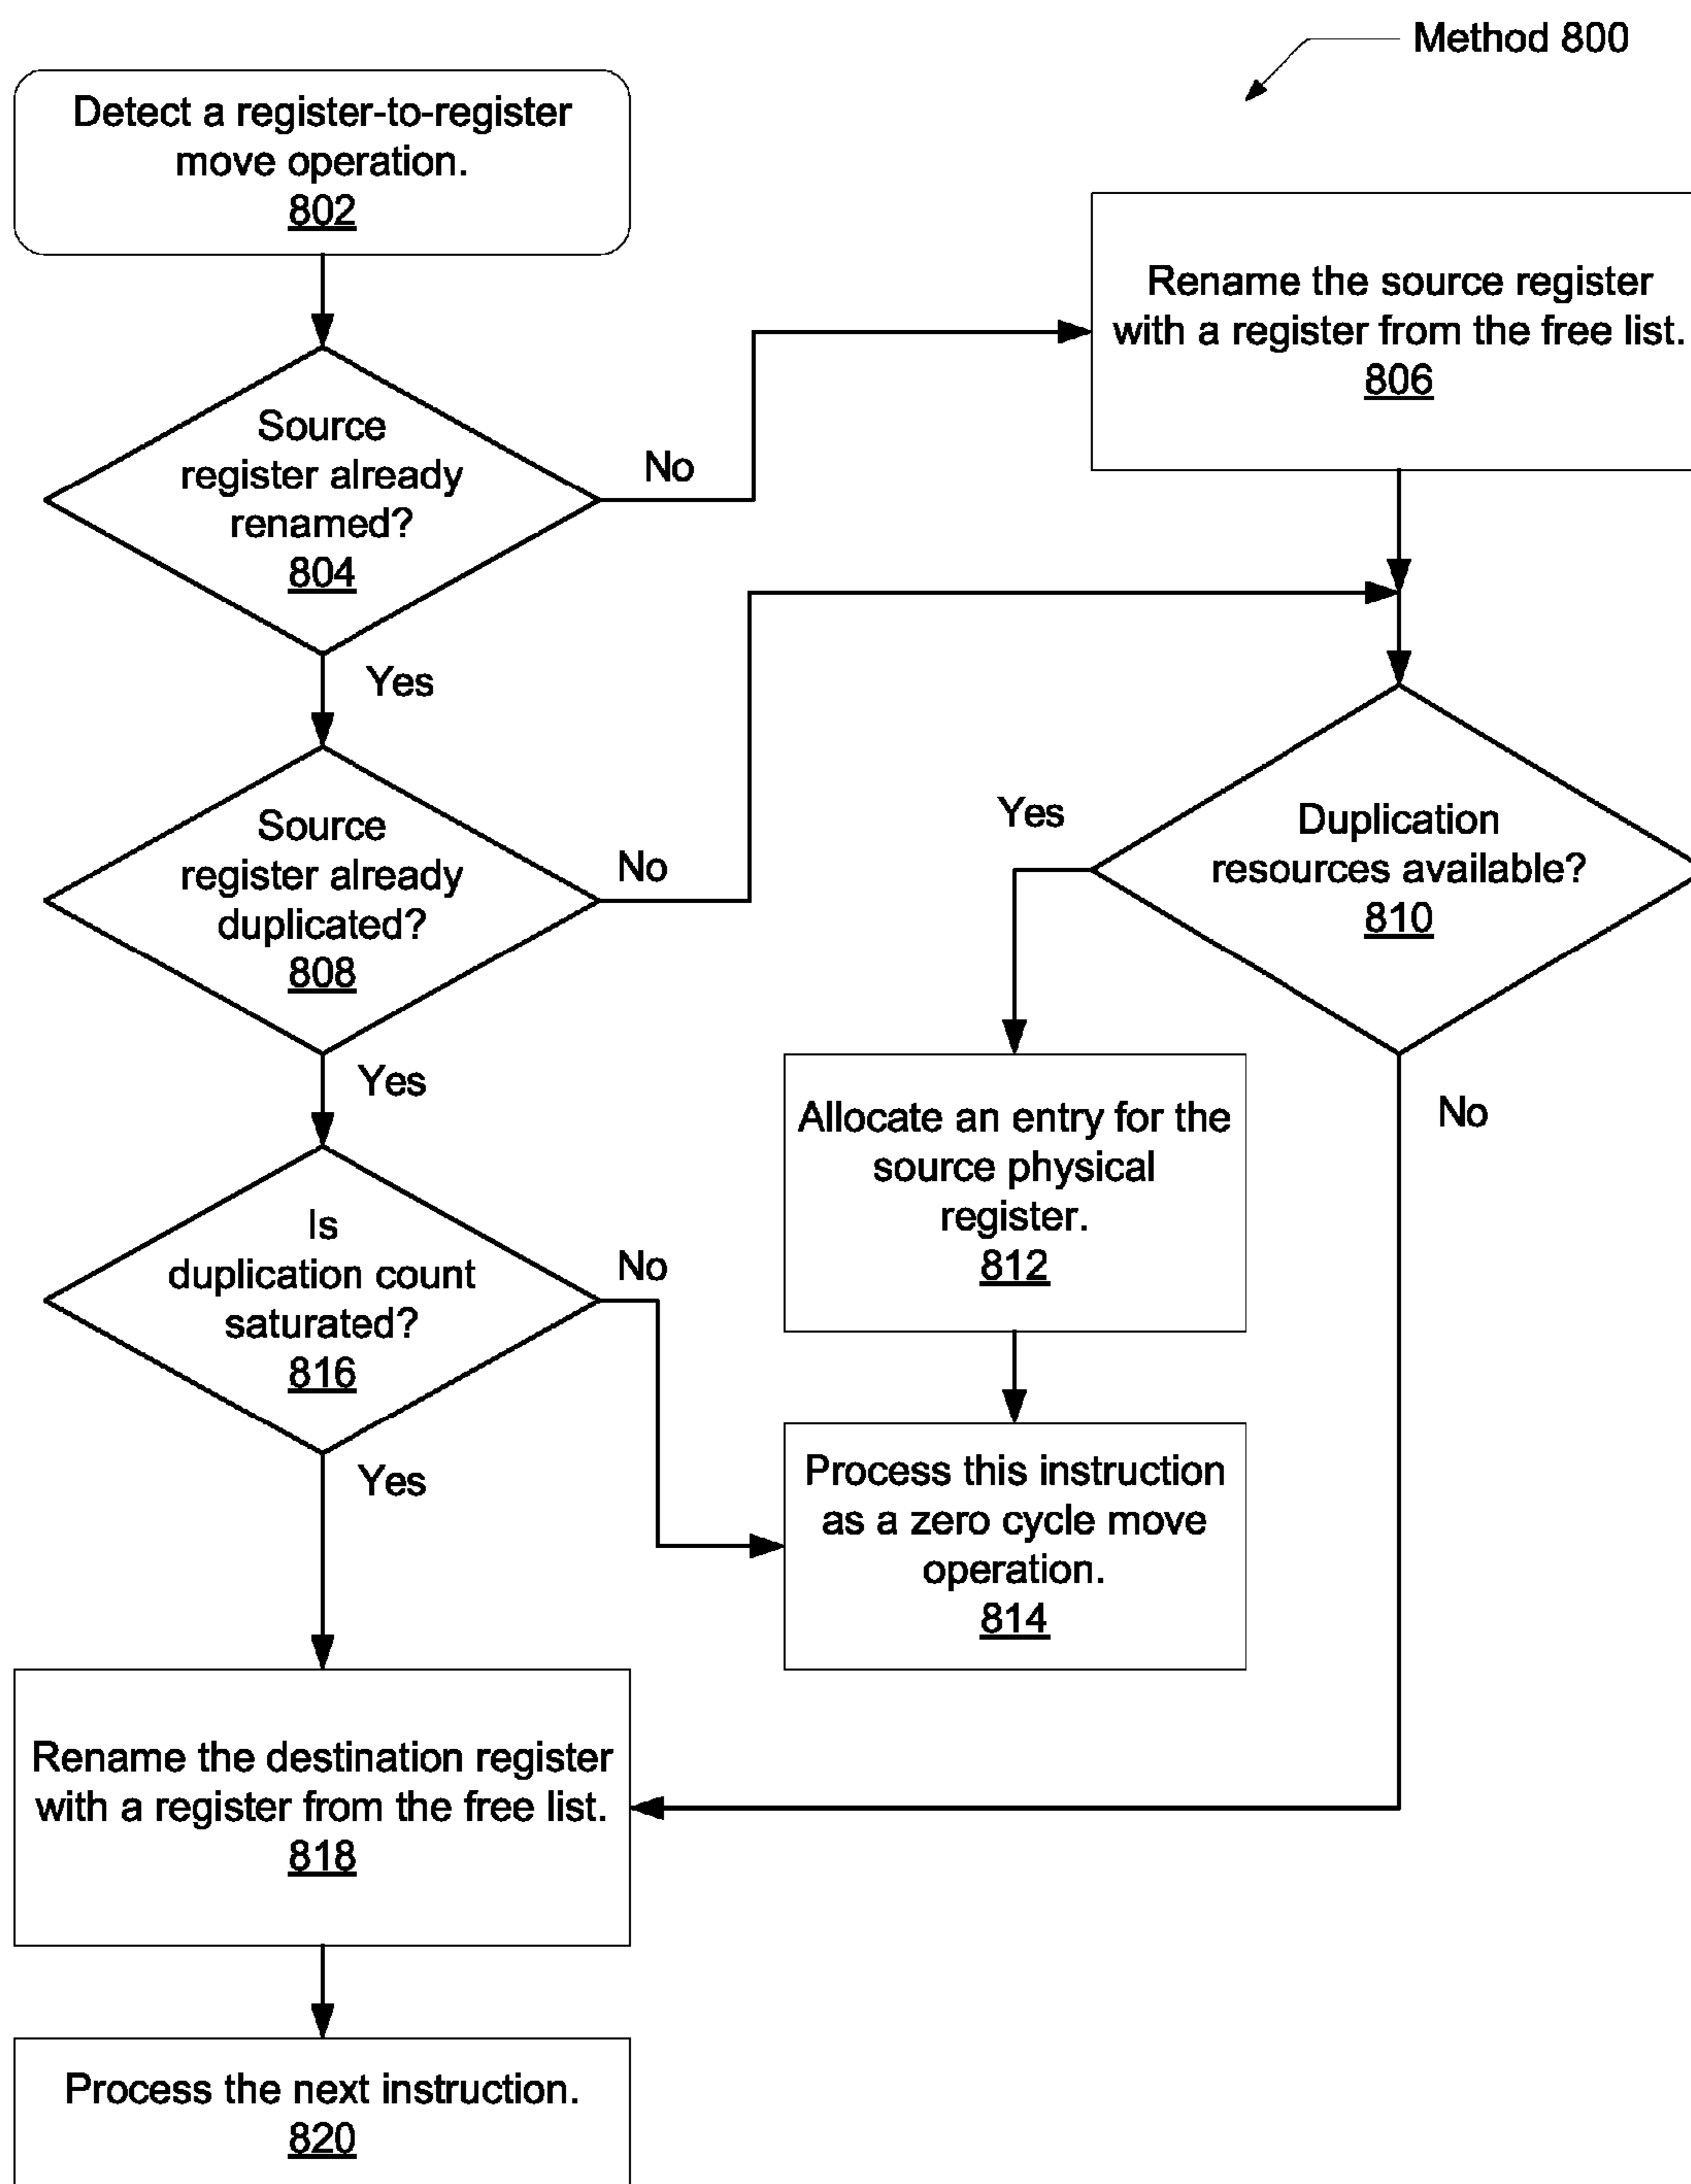 Method 800
Detect a register-to-register
move operation.
802
Rename the source register
with a register from the free list.
806
Source
register already
renamed?
804
No
Yes
Source
register already
duplicated?
808
No
Yes
Duplication
resources available?
810
Yes
No
Allocate an entry for the
source physical
register.
812
Is
duplication count
saturated?
816
No
Yes
Process this instruction
as a zero cycle move
operation.
814
Rename the destination register
with a register from the free list.
818
Process the next instruction.
820